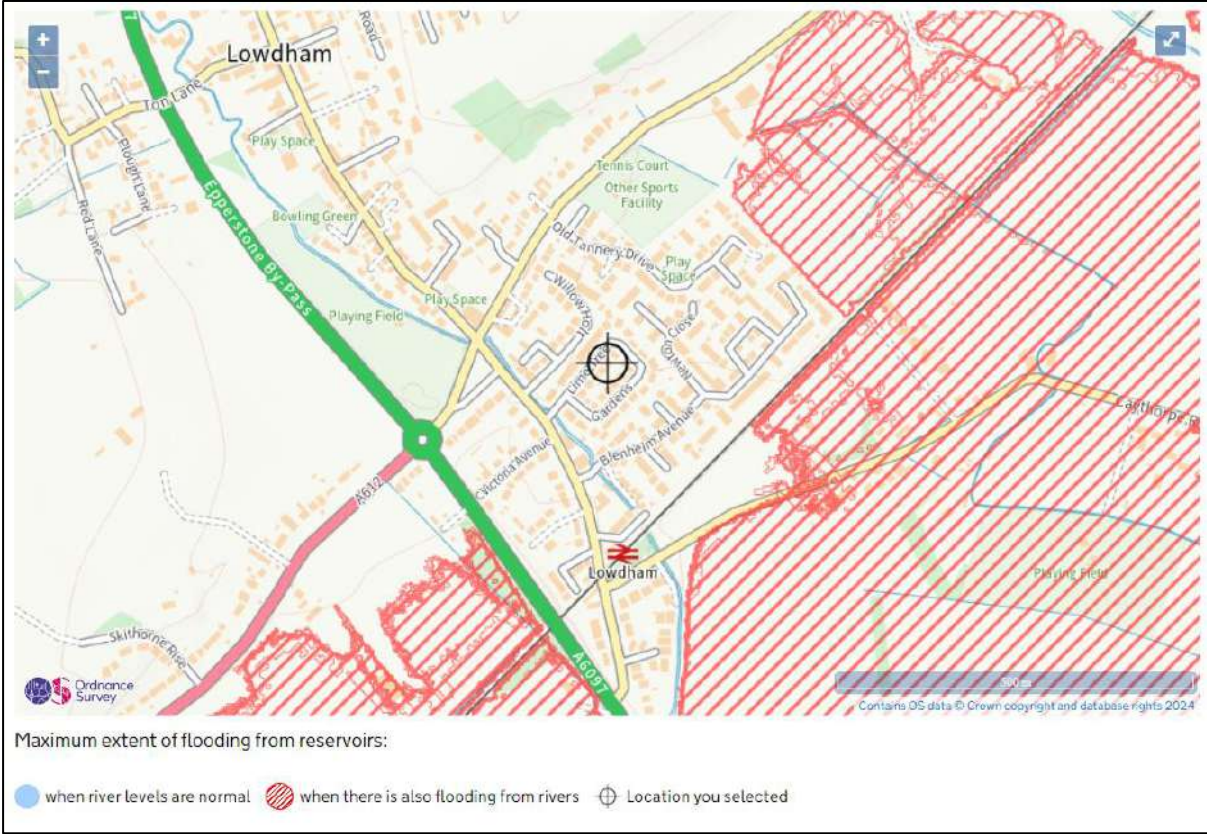 7
+
−
Lowdham
Road
Ton Lane
Plough Lane
Red Lane
Play Space
Epperstone By-Pass
Bowling Green
Playing Field
Play Space
Tennis Court
Other Sports
Facility
Old Tannery Drive
Play
Space
Willow Holt
Newton Close
Gardens
Blenheim Avenue
Victoria Avenue
A612
Lowdham
Playing Field
Skithorne Rise
A6097
Ordnance
Survey
500m
Contains OS data © Crown copyright and database rights 2024
Maximum extent of flooding from reservoirs:
when river levels are normal
when there is also flooding from rivers
Location you selected